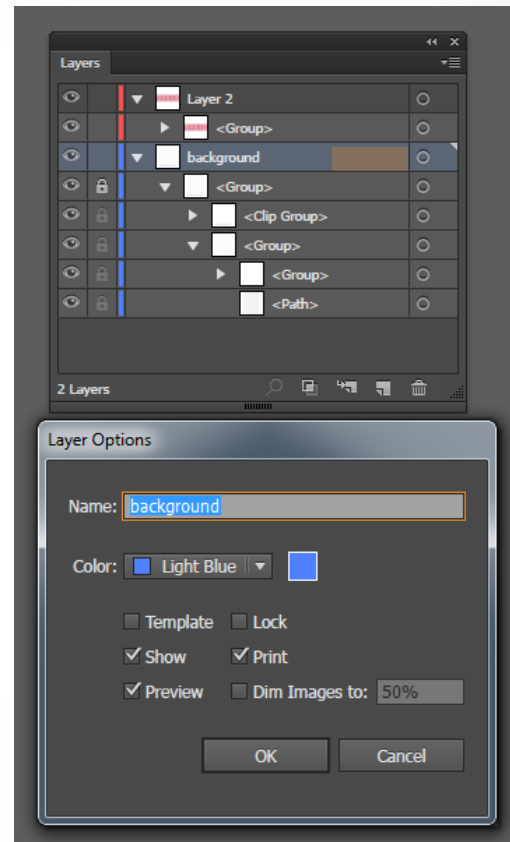 Layers
Layer 2
<Group>
background
<Group>
<Clip Group>
<Group>
<Group>
<Path>
2 Layers
Layer Options
Name: background
Color: Light Blue
Template Lock
Show Print
Preview Dim Images to: 50%
OK Cancel